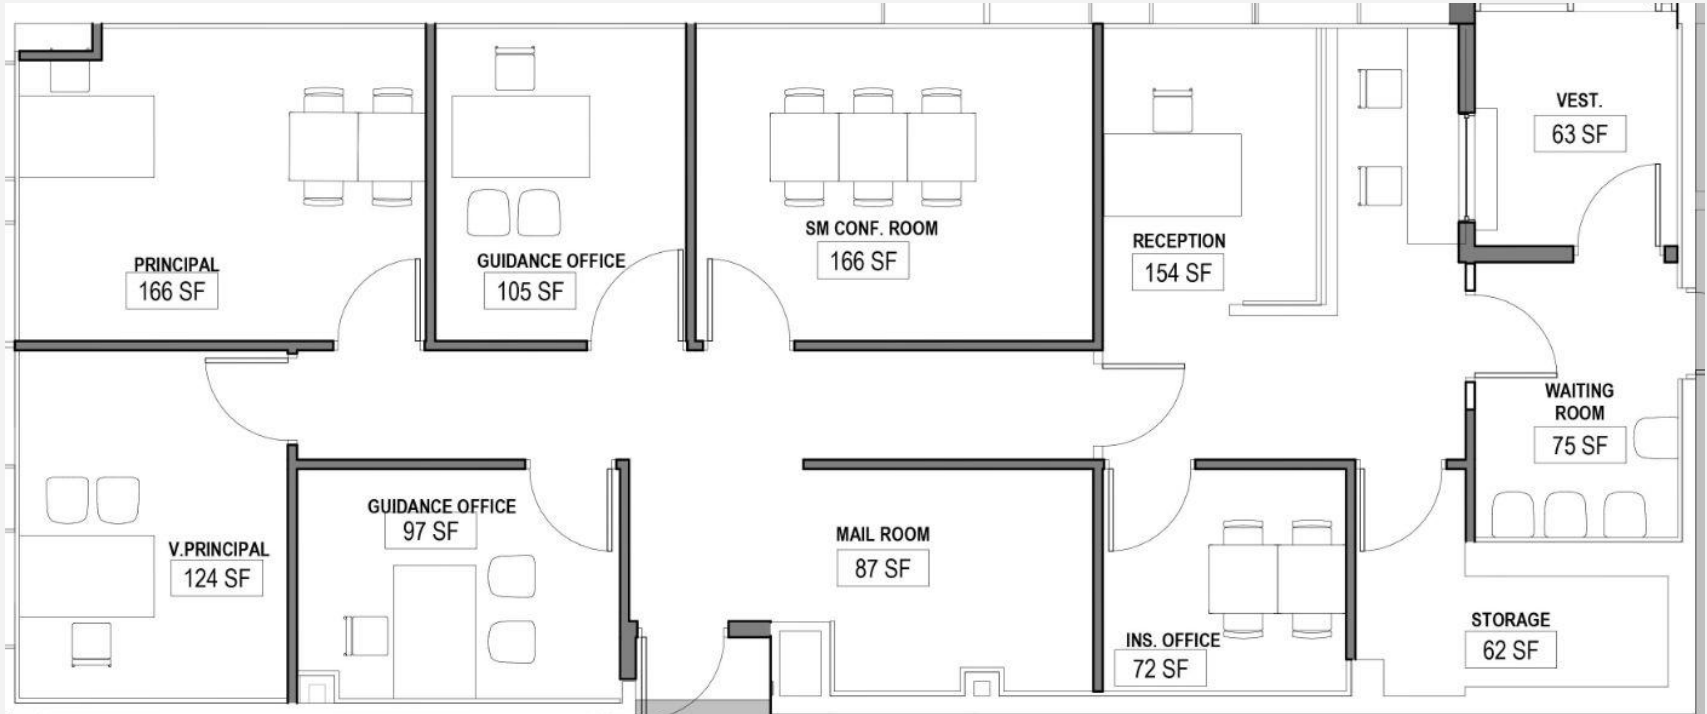 PRINCIPAL
166 SF
GUIDANCE OFFICE
105 SF
SM CONF. ROOM
166 SF
RECEPTION
154 SF
VEST.
63 SF
WAITING
ROOM
75 SF
V.PRINCIPAL
124 SF
GUIDANCE OFFICE
97 SF
MAIL ROOM
87 SF
INS. OFFICE
72 SF
STORAGE
62 SF